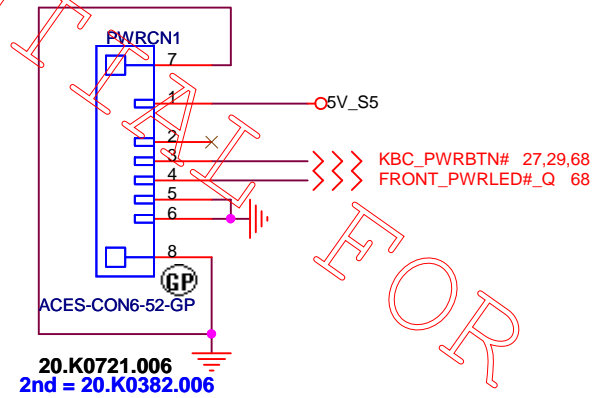 PWRCN1
7
1
5V_S5
2
3
KBC_PWRBTN# 27,29,68
4
FRONT_PWRLED#_Q 68
5
6
8
GP
ACES-CON6-52-GP
20.K0721.006
2nd = 20.K0382.006
FOR